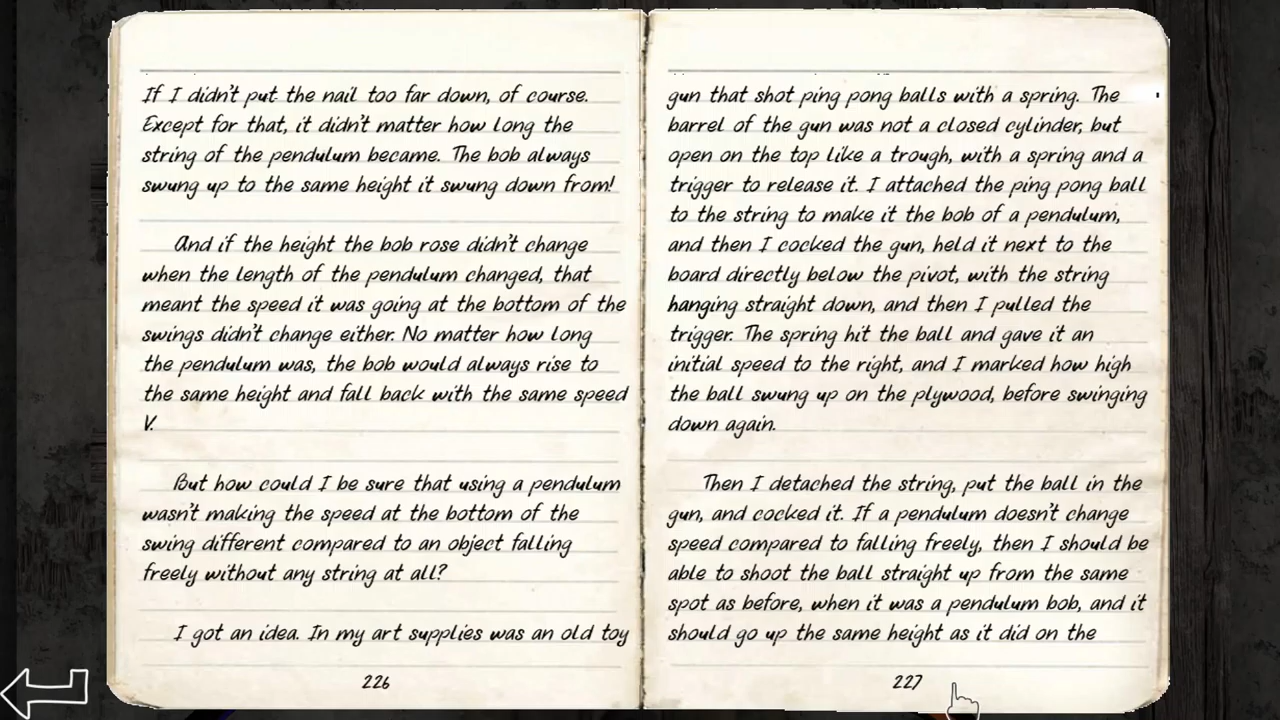 If I didn't put the nail too far down, of course.
Except for that, it didn't matter how long the
string of the pendulum became. The bob always
swung up to the same height it swung down from!
And if the height the bob rose didn't change
when the length of the pendulum changed, that
meant the speed it was going at the bottom of the
swings didn't change either. No matter how long
the pendulum was, the bob would always rise to
the same height and fall back with the same speed
V.
But how could I be sure that using a pendulum
wasn't making the speed at the bottom of the
swing different compared to an object falling
freely without any string at all?
I got an idea. In my art supplies was an old toy
226
gun that shot ping pong balls with a spring. The
barrel of the gun was not a closed cylinder, but
open on the top like a trough, with a spring and a
trigger to release it. I attached the ping pong ball
to the string to make it the bob of a pendulum,
and then I cocked the gun, held it next to the
board directly below the pivot, with the string
hanging straight down, and then I pulled the
trigger. The spring hit the ball and gave it an
initial speed to the right, and I marked how high
the ball swung up on the plywood, before swinging
down again.
Then I detached the string, put the ball in the
gun, and cocked it. If a pendulum doesn't change
speed compared to falling freely, then I should be
able to shoot the ball straight up from the same
spot as before, when it was a pendulum bob, and it
should go up the same height as it did on the
227